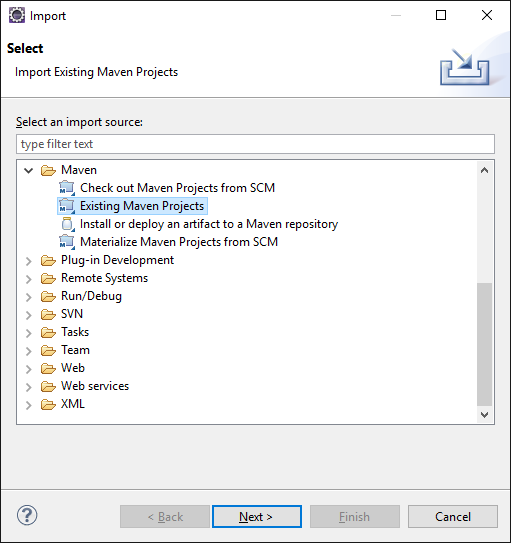 Import
Select
Import Existing Maven Projects
Select an import source:
type filter text
Maven
Check out Maven Projects from SCM
Existing Maven Projects
Install or deploy an artifact to a Maven repository
Materialize Maven Projects from SCM
Plug-in Development
Remote Systems
Run/Debug
SVN
Tasks
Team
Web
Web services
XML
? < Back Next > Finish Cancel